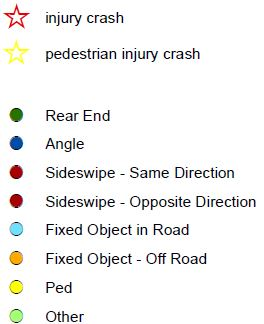 injury crash
pedestrian injury crash
Rear End
Angle
Sideswipe - Same Direction
Sideswipe - Opposite Direction
Fixed Object in Road
Fixed Object - Off Road
Ped
Other